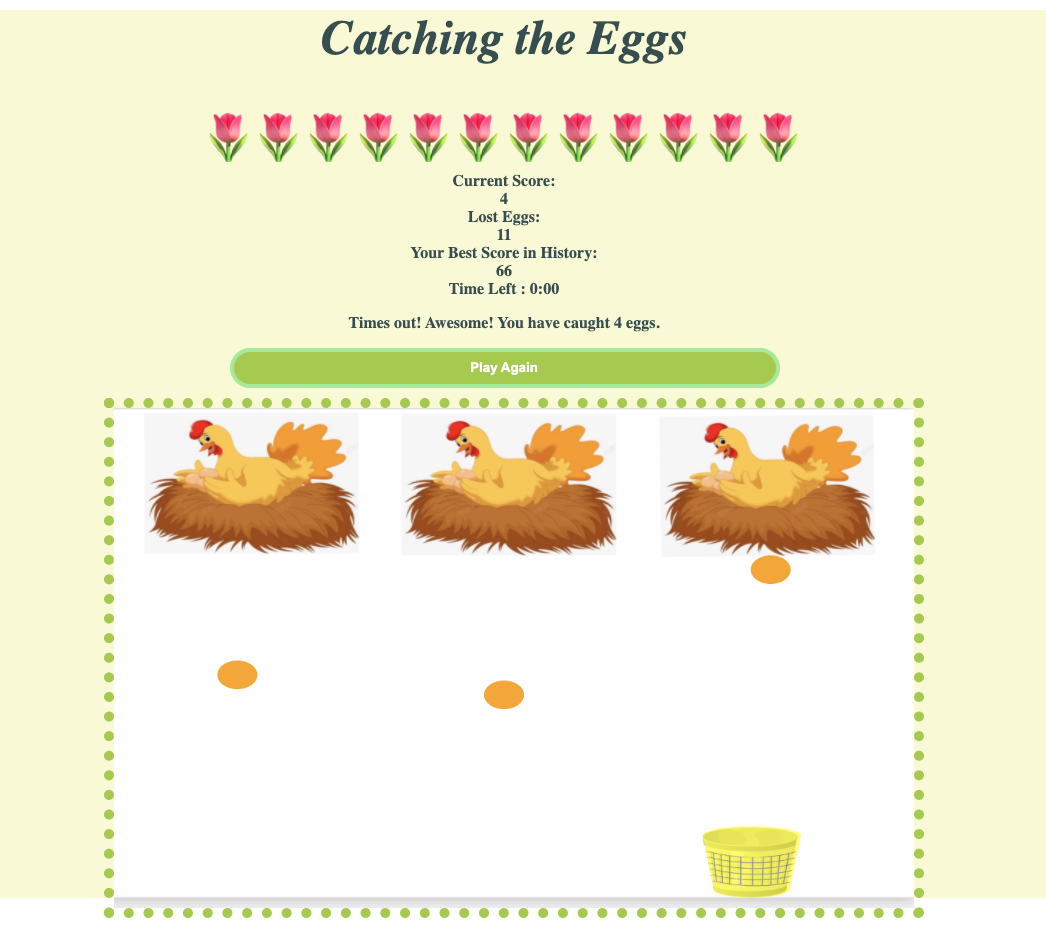 Catching the Eggs
Current Score:
4
Lost Eggs:
11
Your Best Score in History:
66
Time Left : 0:00
Times out! Awesome! You have caught 4 eggs.
Play Again